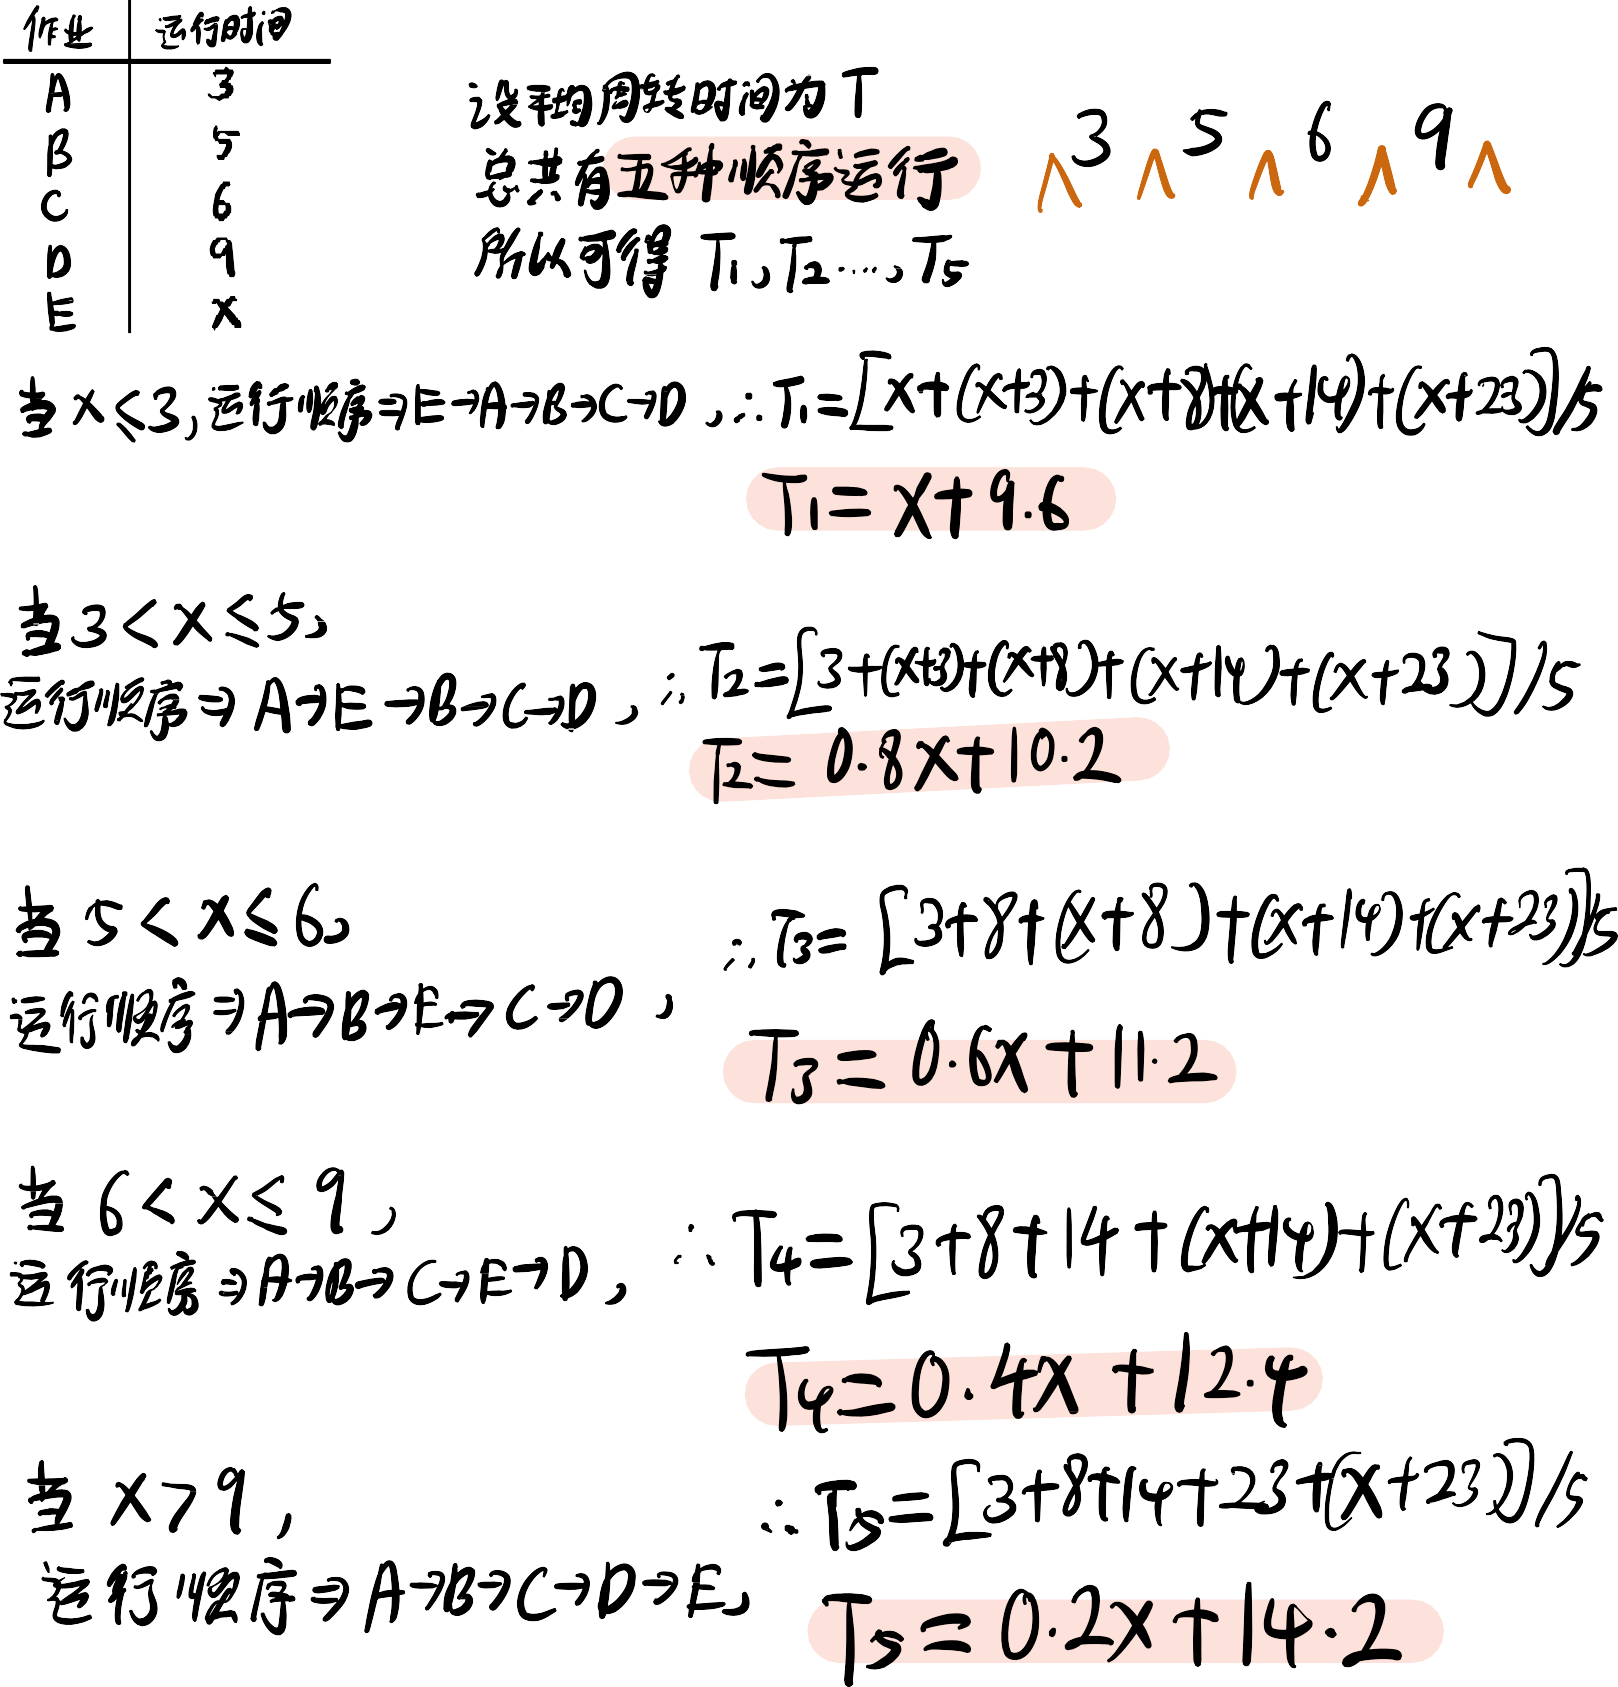 作业 运行时间
A 3
B 5
C 6
D 9
E x
设平均周转时间为T
总共有五种顺序运行
所以可得 T₁,T₂……,T₅
∧3∧5∧6∧9∧
当x≤3,运行顺序⇒E→A→B→C→D,∴T₁=[x+(x+3)+(x+8)+(x+14)+(x+23)]/5
T₁=x+9.6
当3<x≤5,
运行顺序⇒A→E→B→C→D,∴T₂=[3+(x+3)+(x+8)+(x+14)+(x+23)]/5
T₂=0.8x+10.2
当5<x≤6,
运行顺序⇒A→B→E→C→D,∴T₃=[3+8+(x+8)+(x+14)+(x+23)]/5
T₃=0.6x+11.2
当6<x≤9,
运行顺序⇒A→B→C→E→D,∴T₄=[3+8+14+(x+14)+(x+23)]/5
T₄=0.4x+12.4
当x>9,
运行顺序⇒A→B→C→D→E,∴T₅=[3+8+14+23+(x+23)]/5
T₅=0.2x+14.2